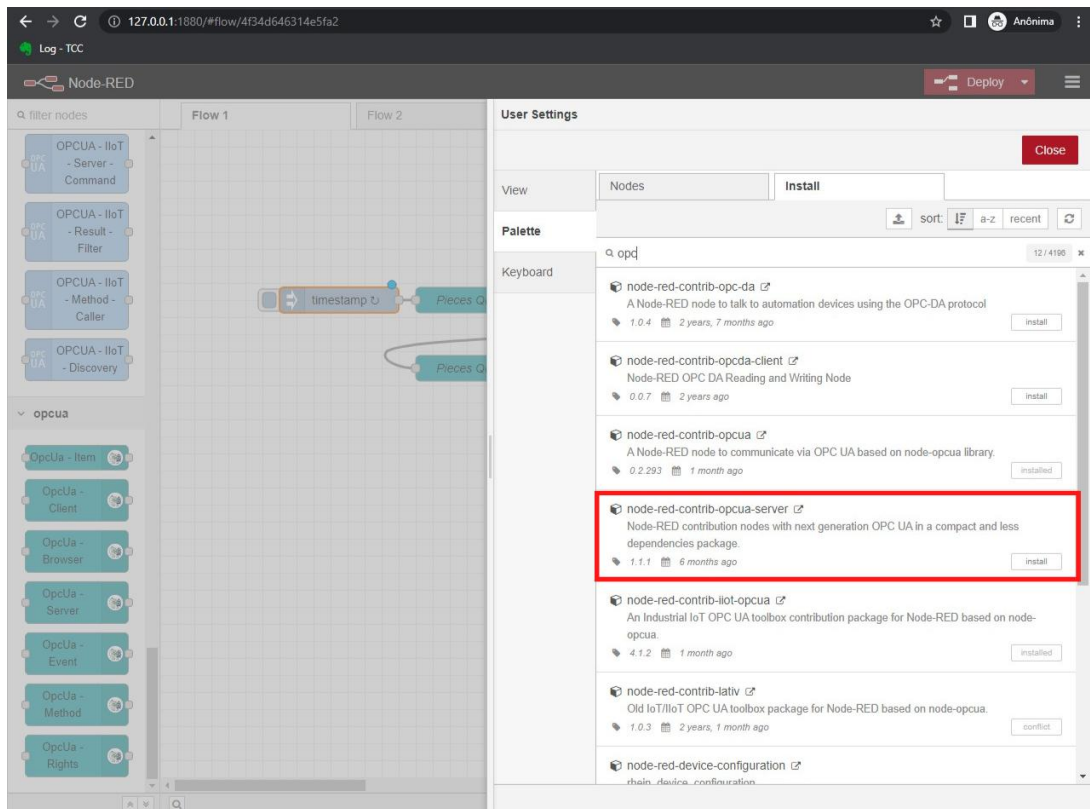 127.0.0.1:1880/#flow/4f34d646314e5fa2
Anônima
Log - TCC
Node-RED
Deploy
filter nodes
Flow 1
Flow 2
User Settings
Close
OPCUA - IIoT
- Server -
Command
OPCUA - IIoT
- Result -
Filter
OPCUA - IIoT
- Method -
Caller
OPCUA - IIoT
- Discovery
opcua
OpcUa - Item
OpcUa -
Client
OpcUa -
Browser
OpcUa -
Server
OpcUa -
Event
OpcUa -
Method
OpcUa -
Rights
timestamp ↻
Pieces Q
Pieces Q
View
Palette
Keyboard
Nodes
Install
sort: a-z recent
opc
12 / 4196
node-red-contrib-opc-da
A Node-RED node to talk to automation devices using the OPC-DA protocol
1.0.4 2 years, 7 months ago
install
node-red-contrib-opcda-client
Node-RED OPC DA Reading and Writing Node
0.0.7 2 years ago
install
node-red-contrib-opcua
A Node-RED node to communicate via OPC UA based on node-opcua library.
0.2.293 1 month ago
installed
node-red-contrib-opcua-server
Node-RED contribution nodes with next generation OPC UA in a compact and less
dependencies package.
1.1.1 6 months ago
install
node-red-contrib-iiot-opcua
An Industrial IoT OPC UA toolbox contribution package for Node-RED based on node-
opcua.
4.1.2 1 month ago
installed
node-red-contrib-lativ
Old IoT/IIoT OPC UA toolbox package for Node-RED based on node-opcua.
1.0.3 2 years, 1 month ago
conflict
node-red-device-configuration
rhein_device_configuration